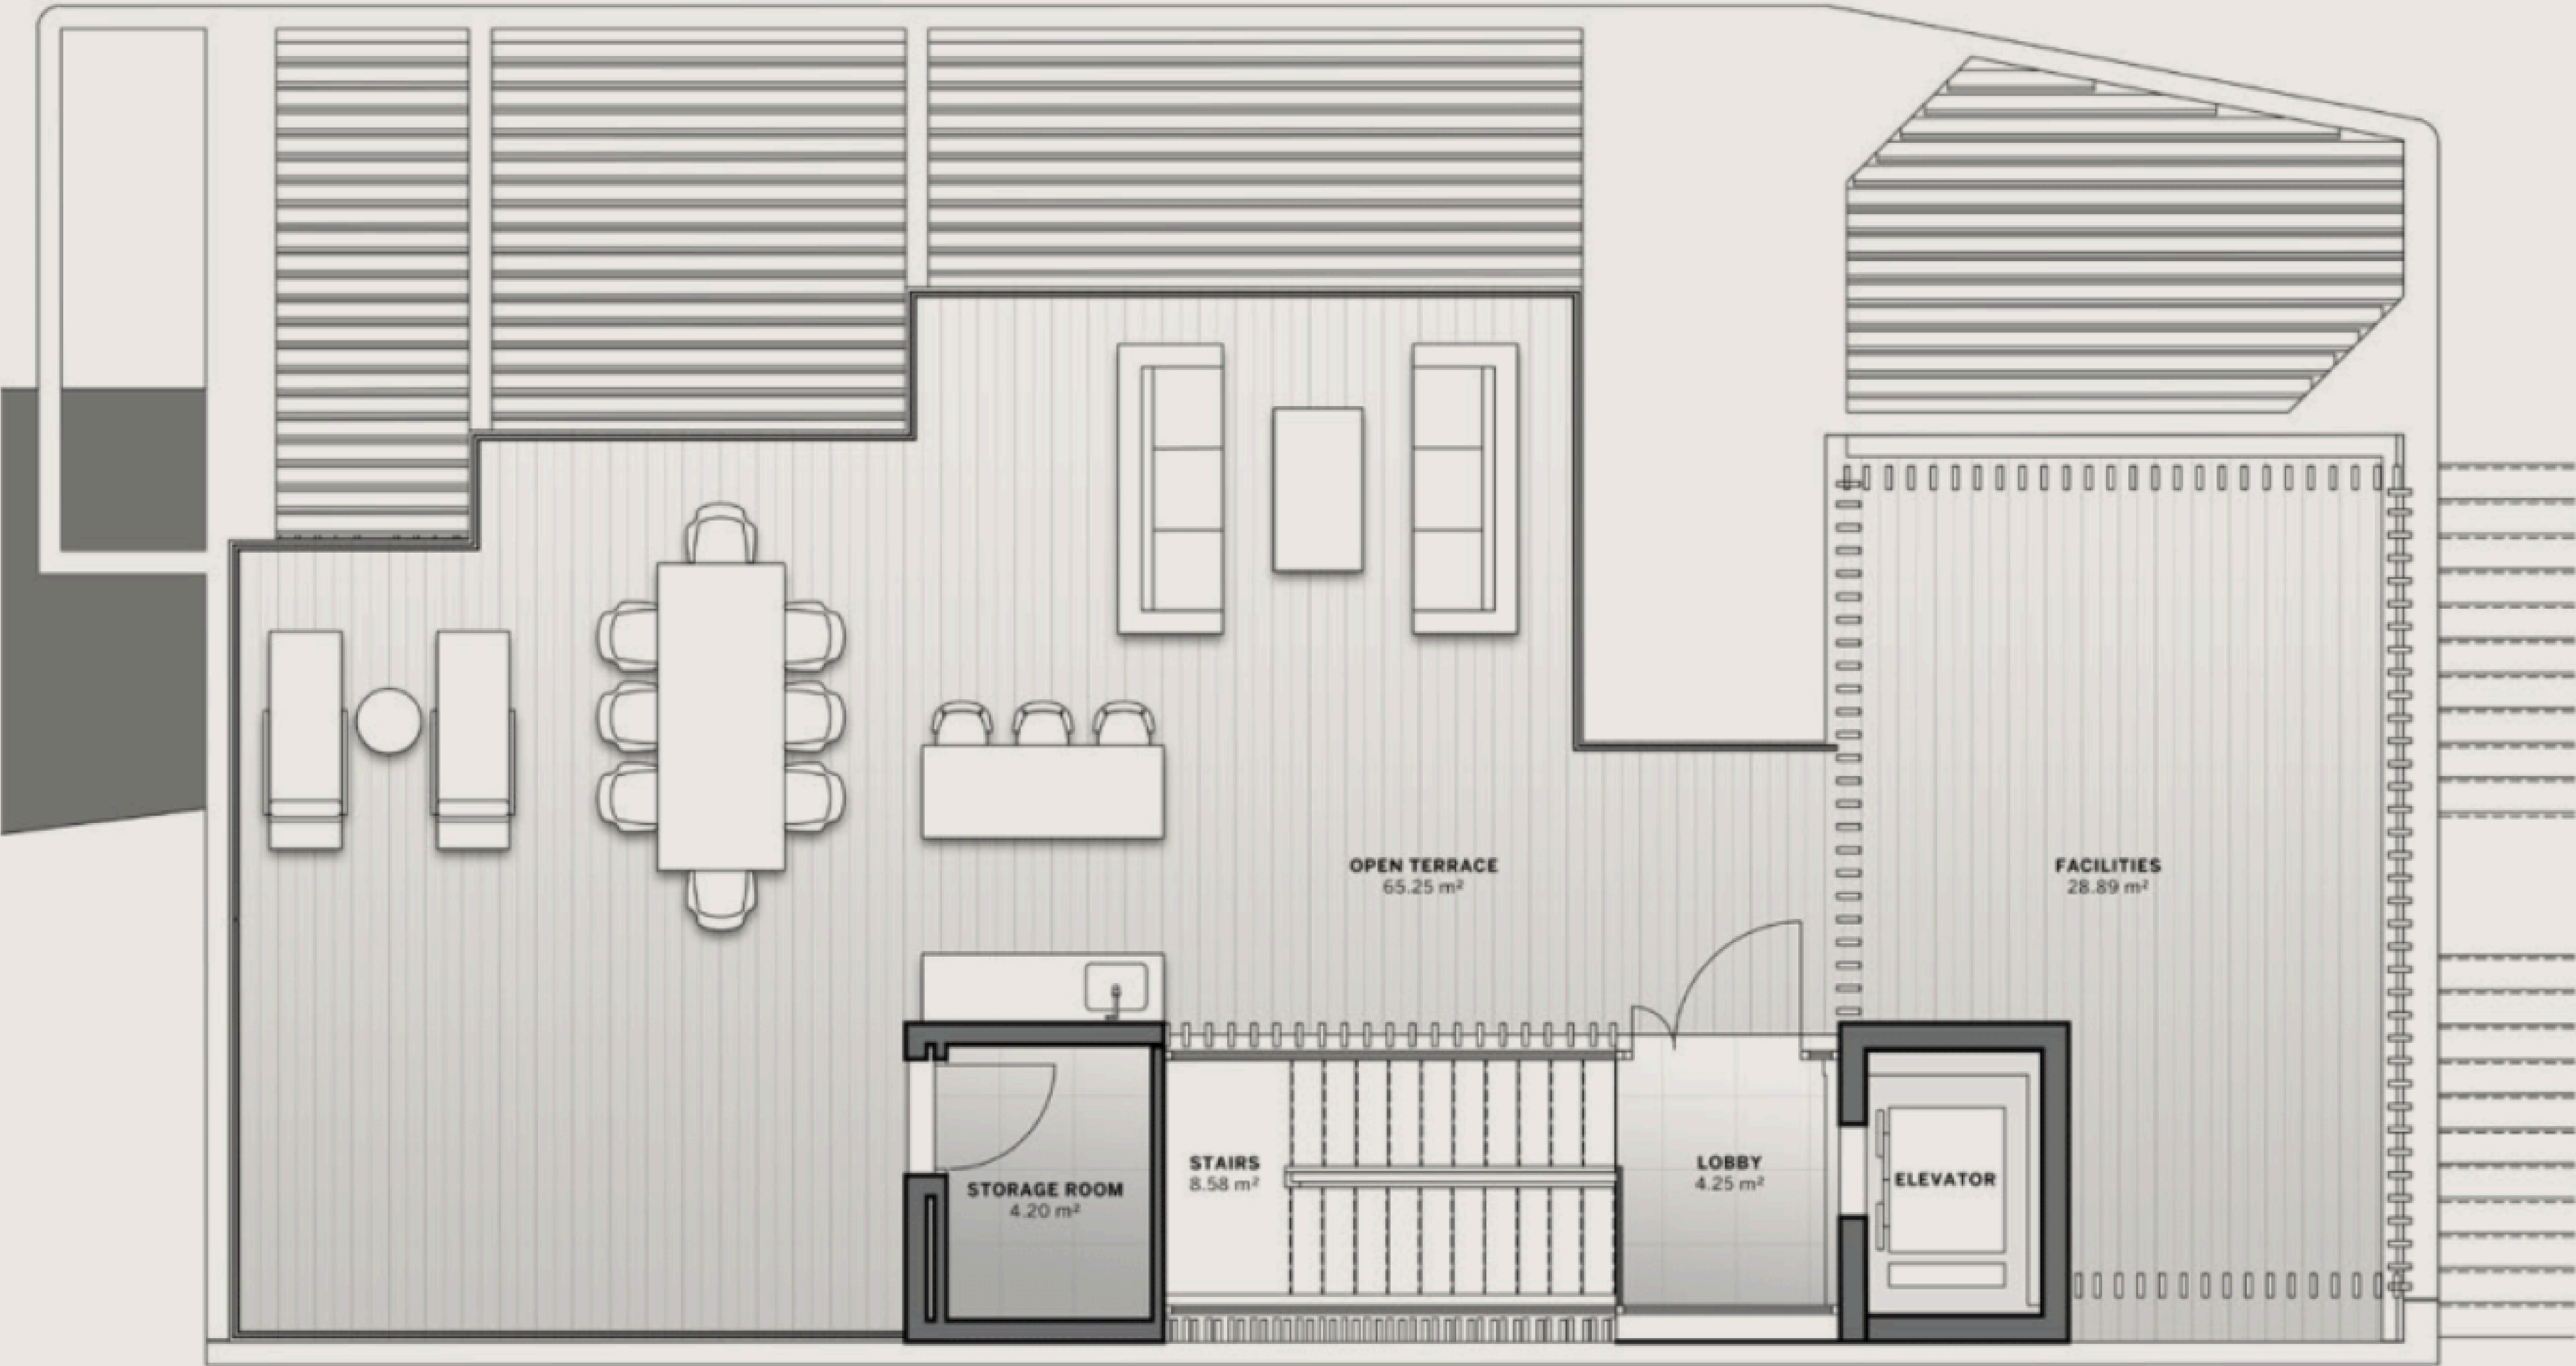 OPEN TERRACE
65.25 m²
FACILITIES
28.89 m²
STORAGE ROOM
4.20 m²
STAIRS
8.58 m²
LOBBY
4.25 m²
ELEVATOR